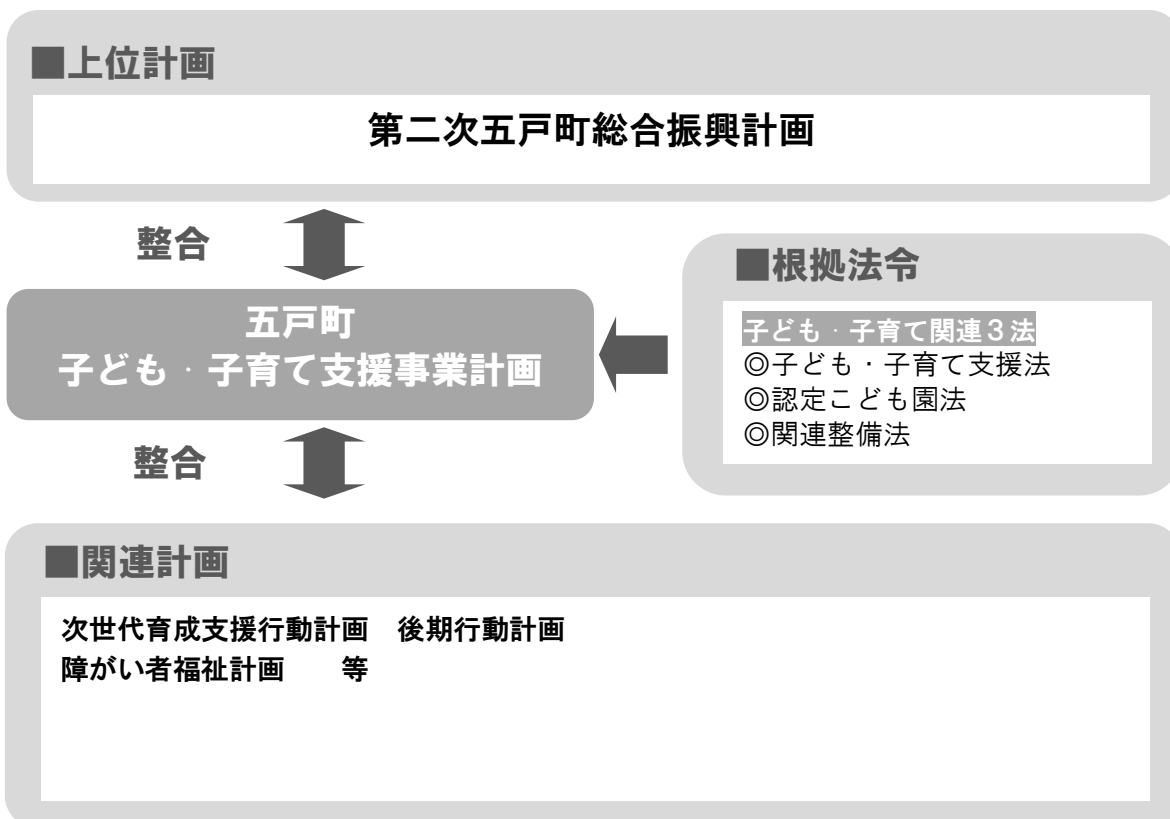 ■上位計画
第二次五戸町総合振興計画
整合
■根拠法令
五戸町
子ども・子育て支援事業計画
子ども・子育て関連３法
◎子ども・子育て支援法
◎認定こども園法
◎関連整備法
整合
■関連計画
次世代育成支援行動計画　後期行動計画
障がい者福祉計画　　等